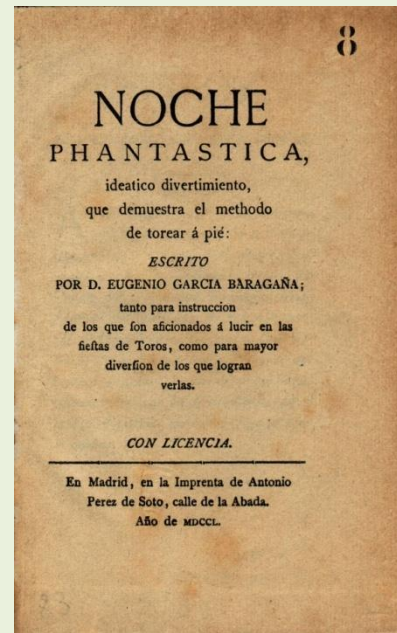 8
NOCHE
PHANTASTICA,
ideatico divertimiento,
que demuestra el methodo
de torear á pié:
ESCRITO
POR D. EUGENIO GARCIA BARAGAÑA;
tanto para instruccion
de los que ſon aficionados á lucir en las
fieſtas de Toros, como para mayor
diverſion de los que logran
verlas.
CON LICENCIA.
En Madrid, en la Imprenta de Antonio
Perez de Soto, calle de la Abada.
Año de MDCCL.
23